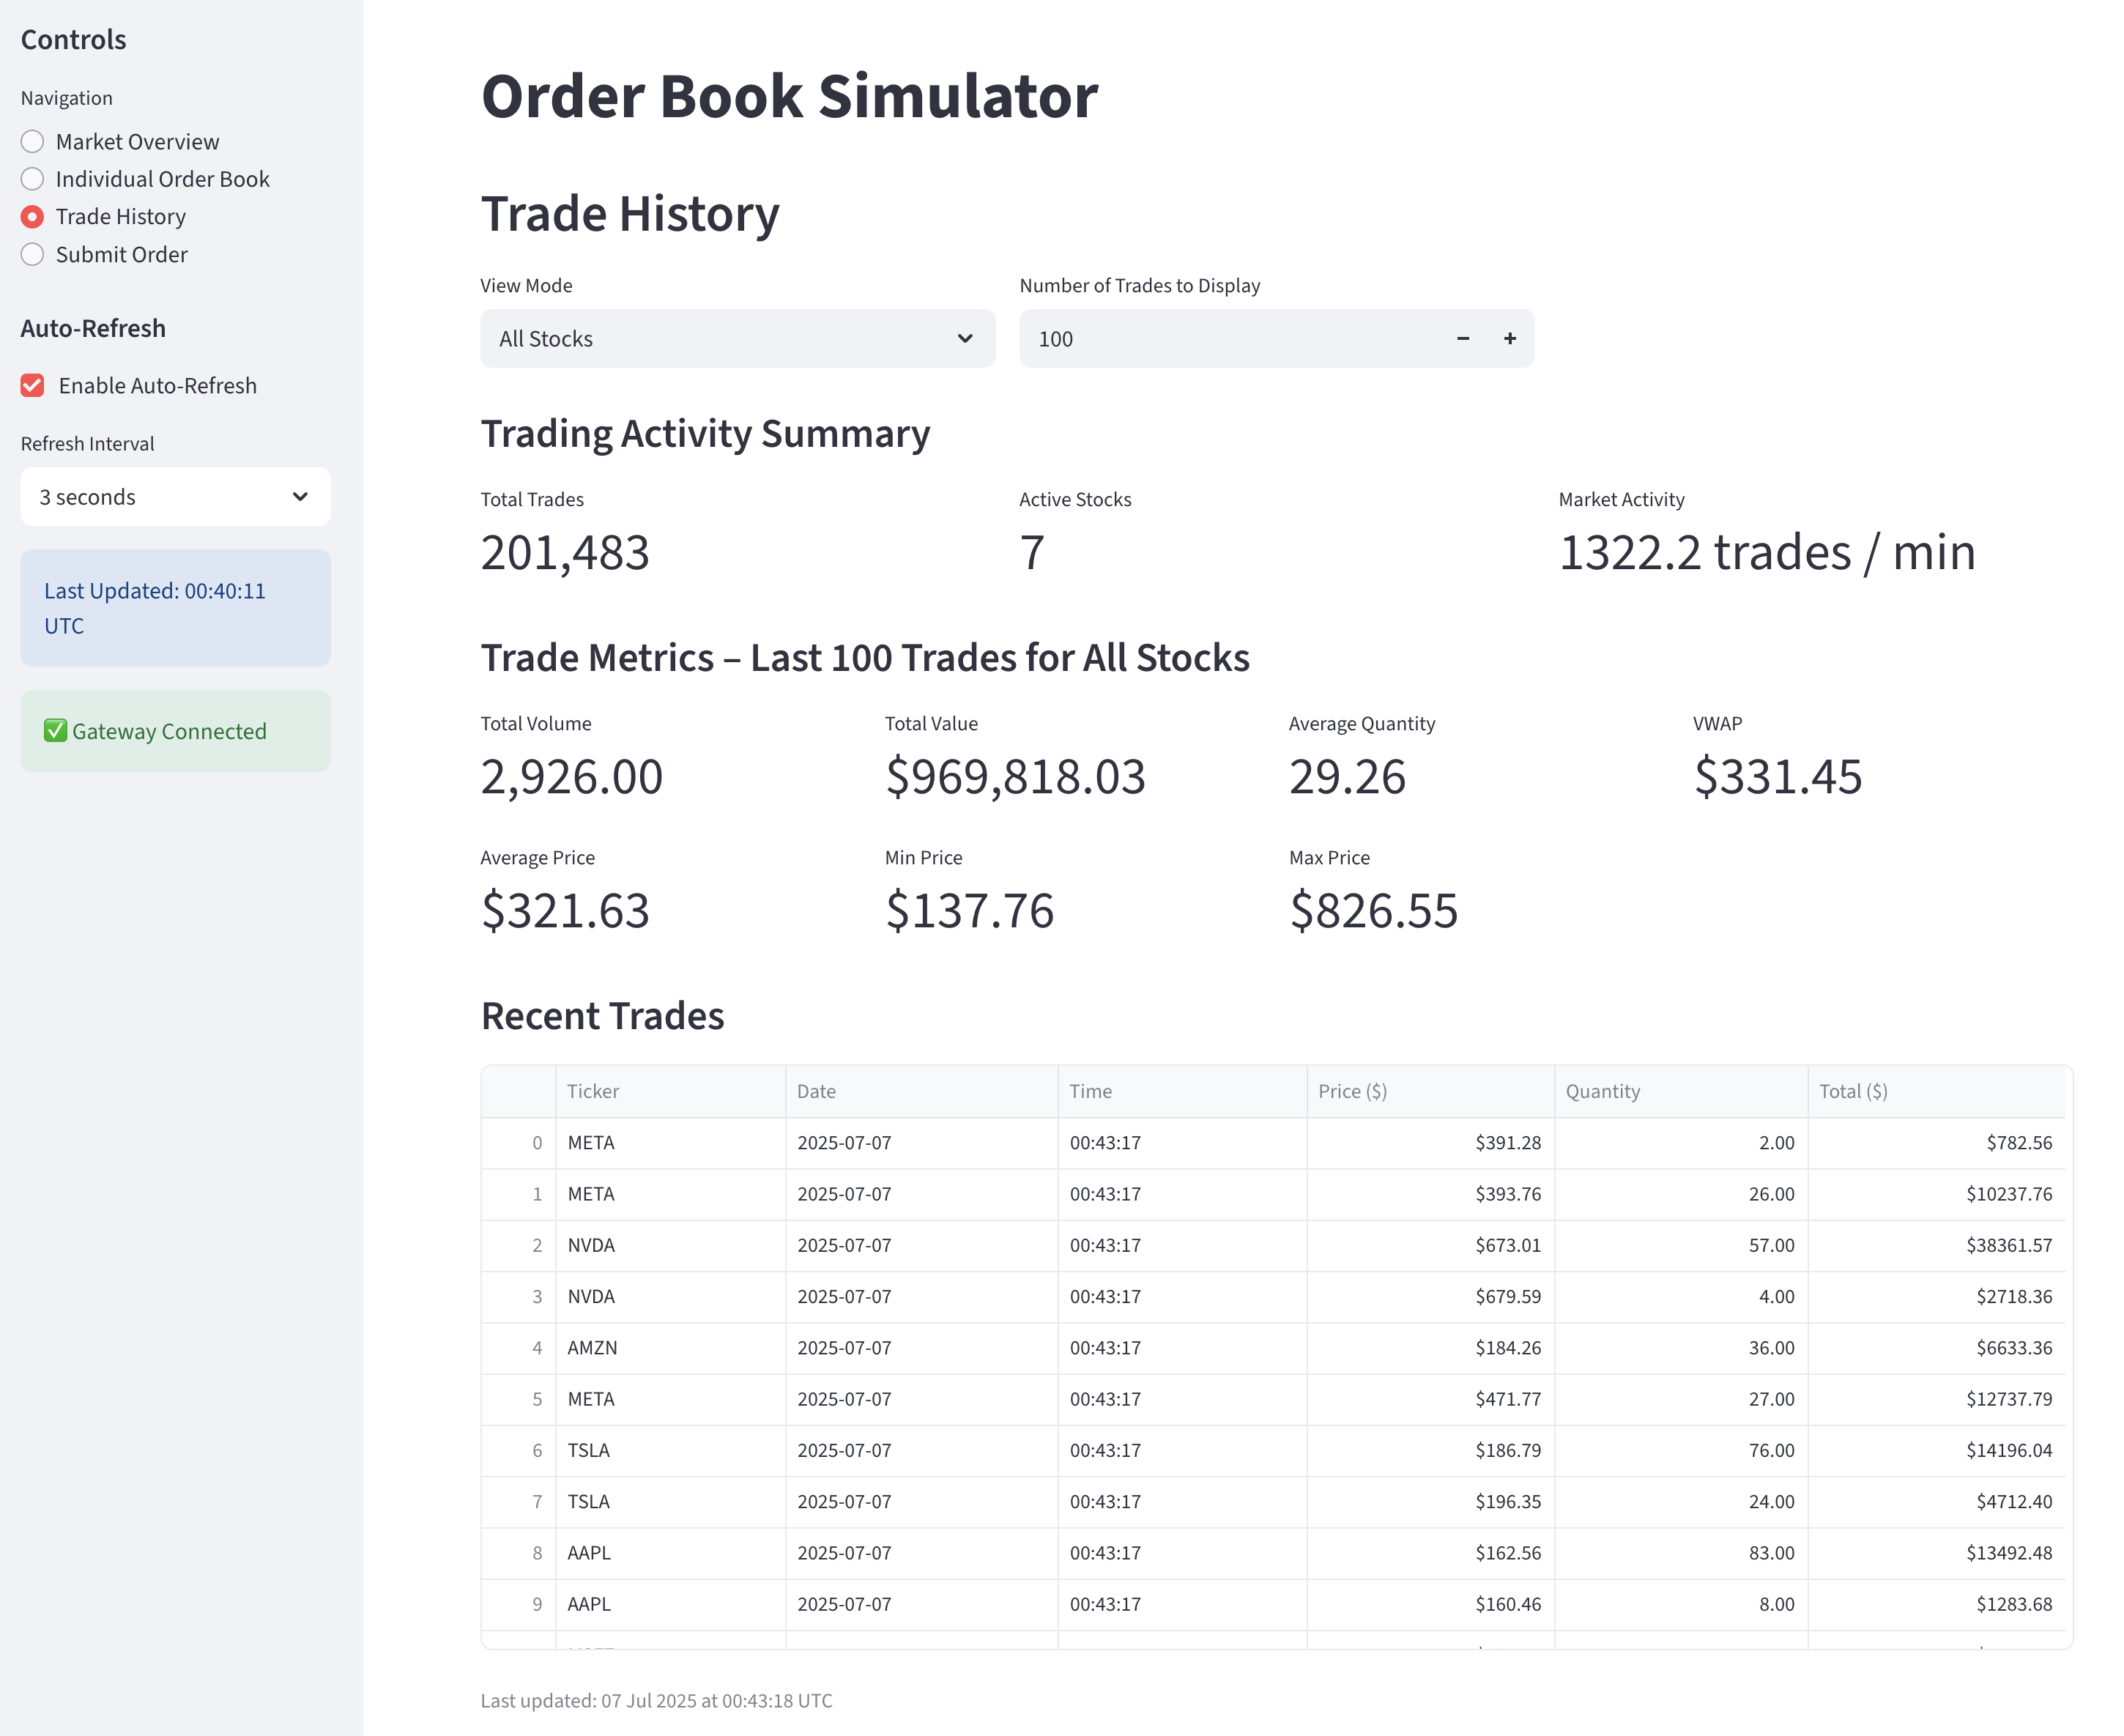 Controls
Navigation
Market Overview
Individual Order Book
Trade History
Submit Order
Auto-Refresh
Enable Auto-Refresh
Refresh Interval
3 seconds
Last Updated: 00:40:11
UTC
✅ Gateway Connected
Order Book Simulator
Trade History
View Mode Number of Trades to Display
All Stocks 100 − +
Trading Activity Summary
Total Trades Active Stocks Market Activity
201,483 7 1322.2 trades / min
Trade Metrics – Last 100 Trades for All Stocks
Total Volume Total Value Average Quantity VWAP
2,926.00 $969,818.03 29.26 $331.45
Average Price Min Price Max Price
$321.63 $137.76 $826.55
Recent Trades
Ticker Date Time Price ($) Quantity Total ($)
0 META 2025-07-07 00:43:17 $391.28 2.00 $782.56
1 META 2025-07-07 00:43:17 $393.76 26.00 $10237.76
2 NVDA 2025-07-07 00:43:17 $673.01 57.00 $38361.57
3 NVDA 2025-07-07 00:43:17 $679.59 4.00 $2718.36
4 AMZN 2025-07-07 00:43:17 $184.26 36.00 $6633.36
5 META 2025-07-07 00:43:17 $471.77 27.00 $12737.79
6 TSLA 2025-07-07 00:43:17 $186.79 76.00 $14196.04
7 TSLA 2025-07-07 00:43:17 $196.35 24.00 $4712.40
8 AAPL 2025-07-07 00:43:17 $162.56 83.00 $13492.48
9 AAPL 2025-07-07 00:43:17 $160.46 8.00 $1283.68
Last updated: 07 Jul 2025 at 00:43:18 UTC